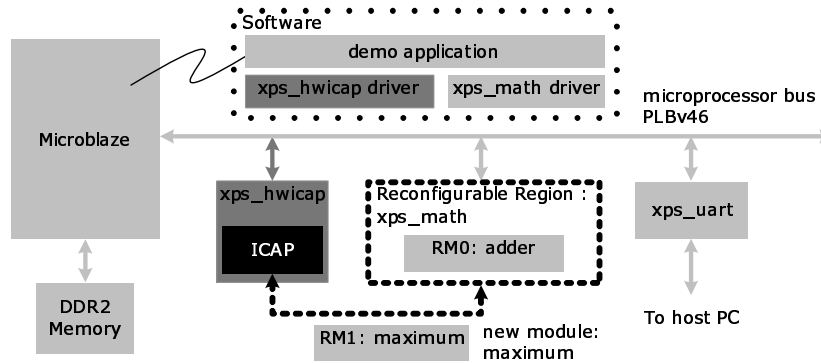 Software
demo application
xps_hwicap driver
xps_math driver
microprocessor bus
PLBv46
Microblaze
xps_hwicap
ICAP
Reconfigurable Region :
xps_math
RM0: adder
xps_uart
DDR2
Memory
To host PC
RM1: maximum
new module:
maximum